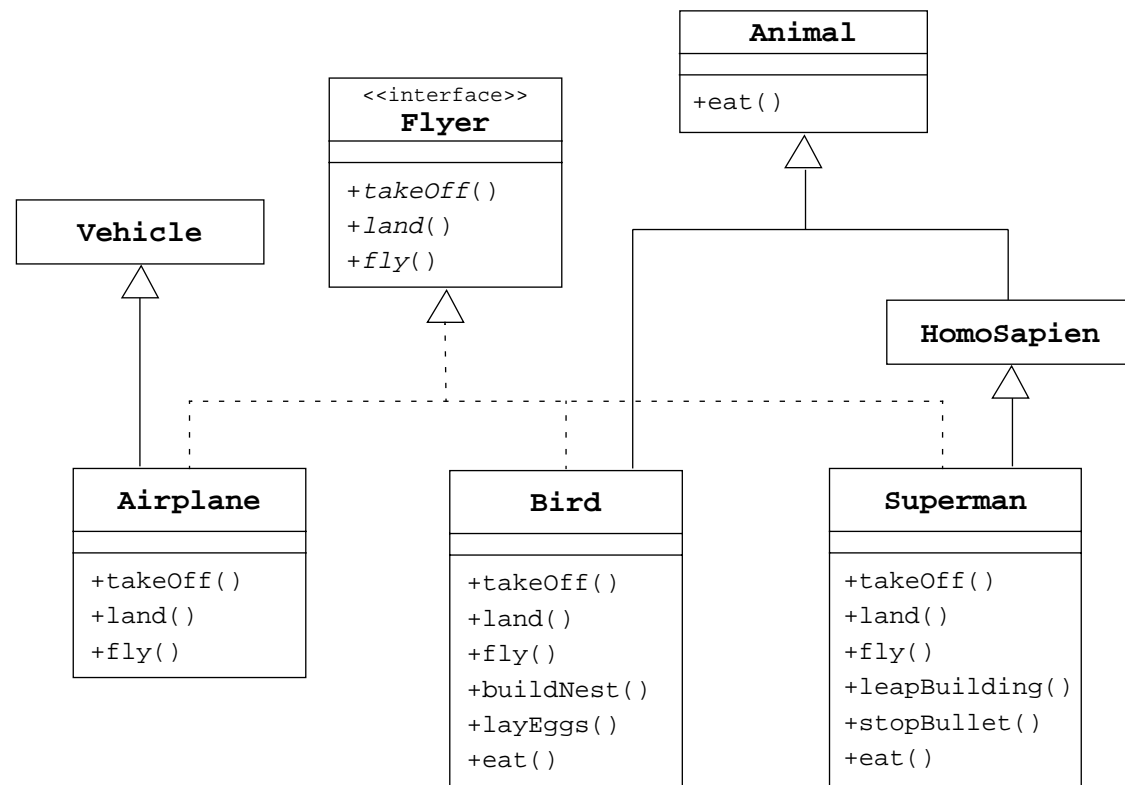 Animal
+eat()
<<interface>>
Flyer
+takeOff()
+land()
+fly()
Vehicle
HomoSapien
Airplane
+takeOff()
+land()
+fly()
Bird
+takeOff()
+land()
+fly()
+buildNest()
+layEggs()
+eat()
Superman
+takeOff()
+land()
+fly()
+leapBuilding()
+stopBullet()
+eat()